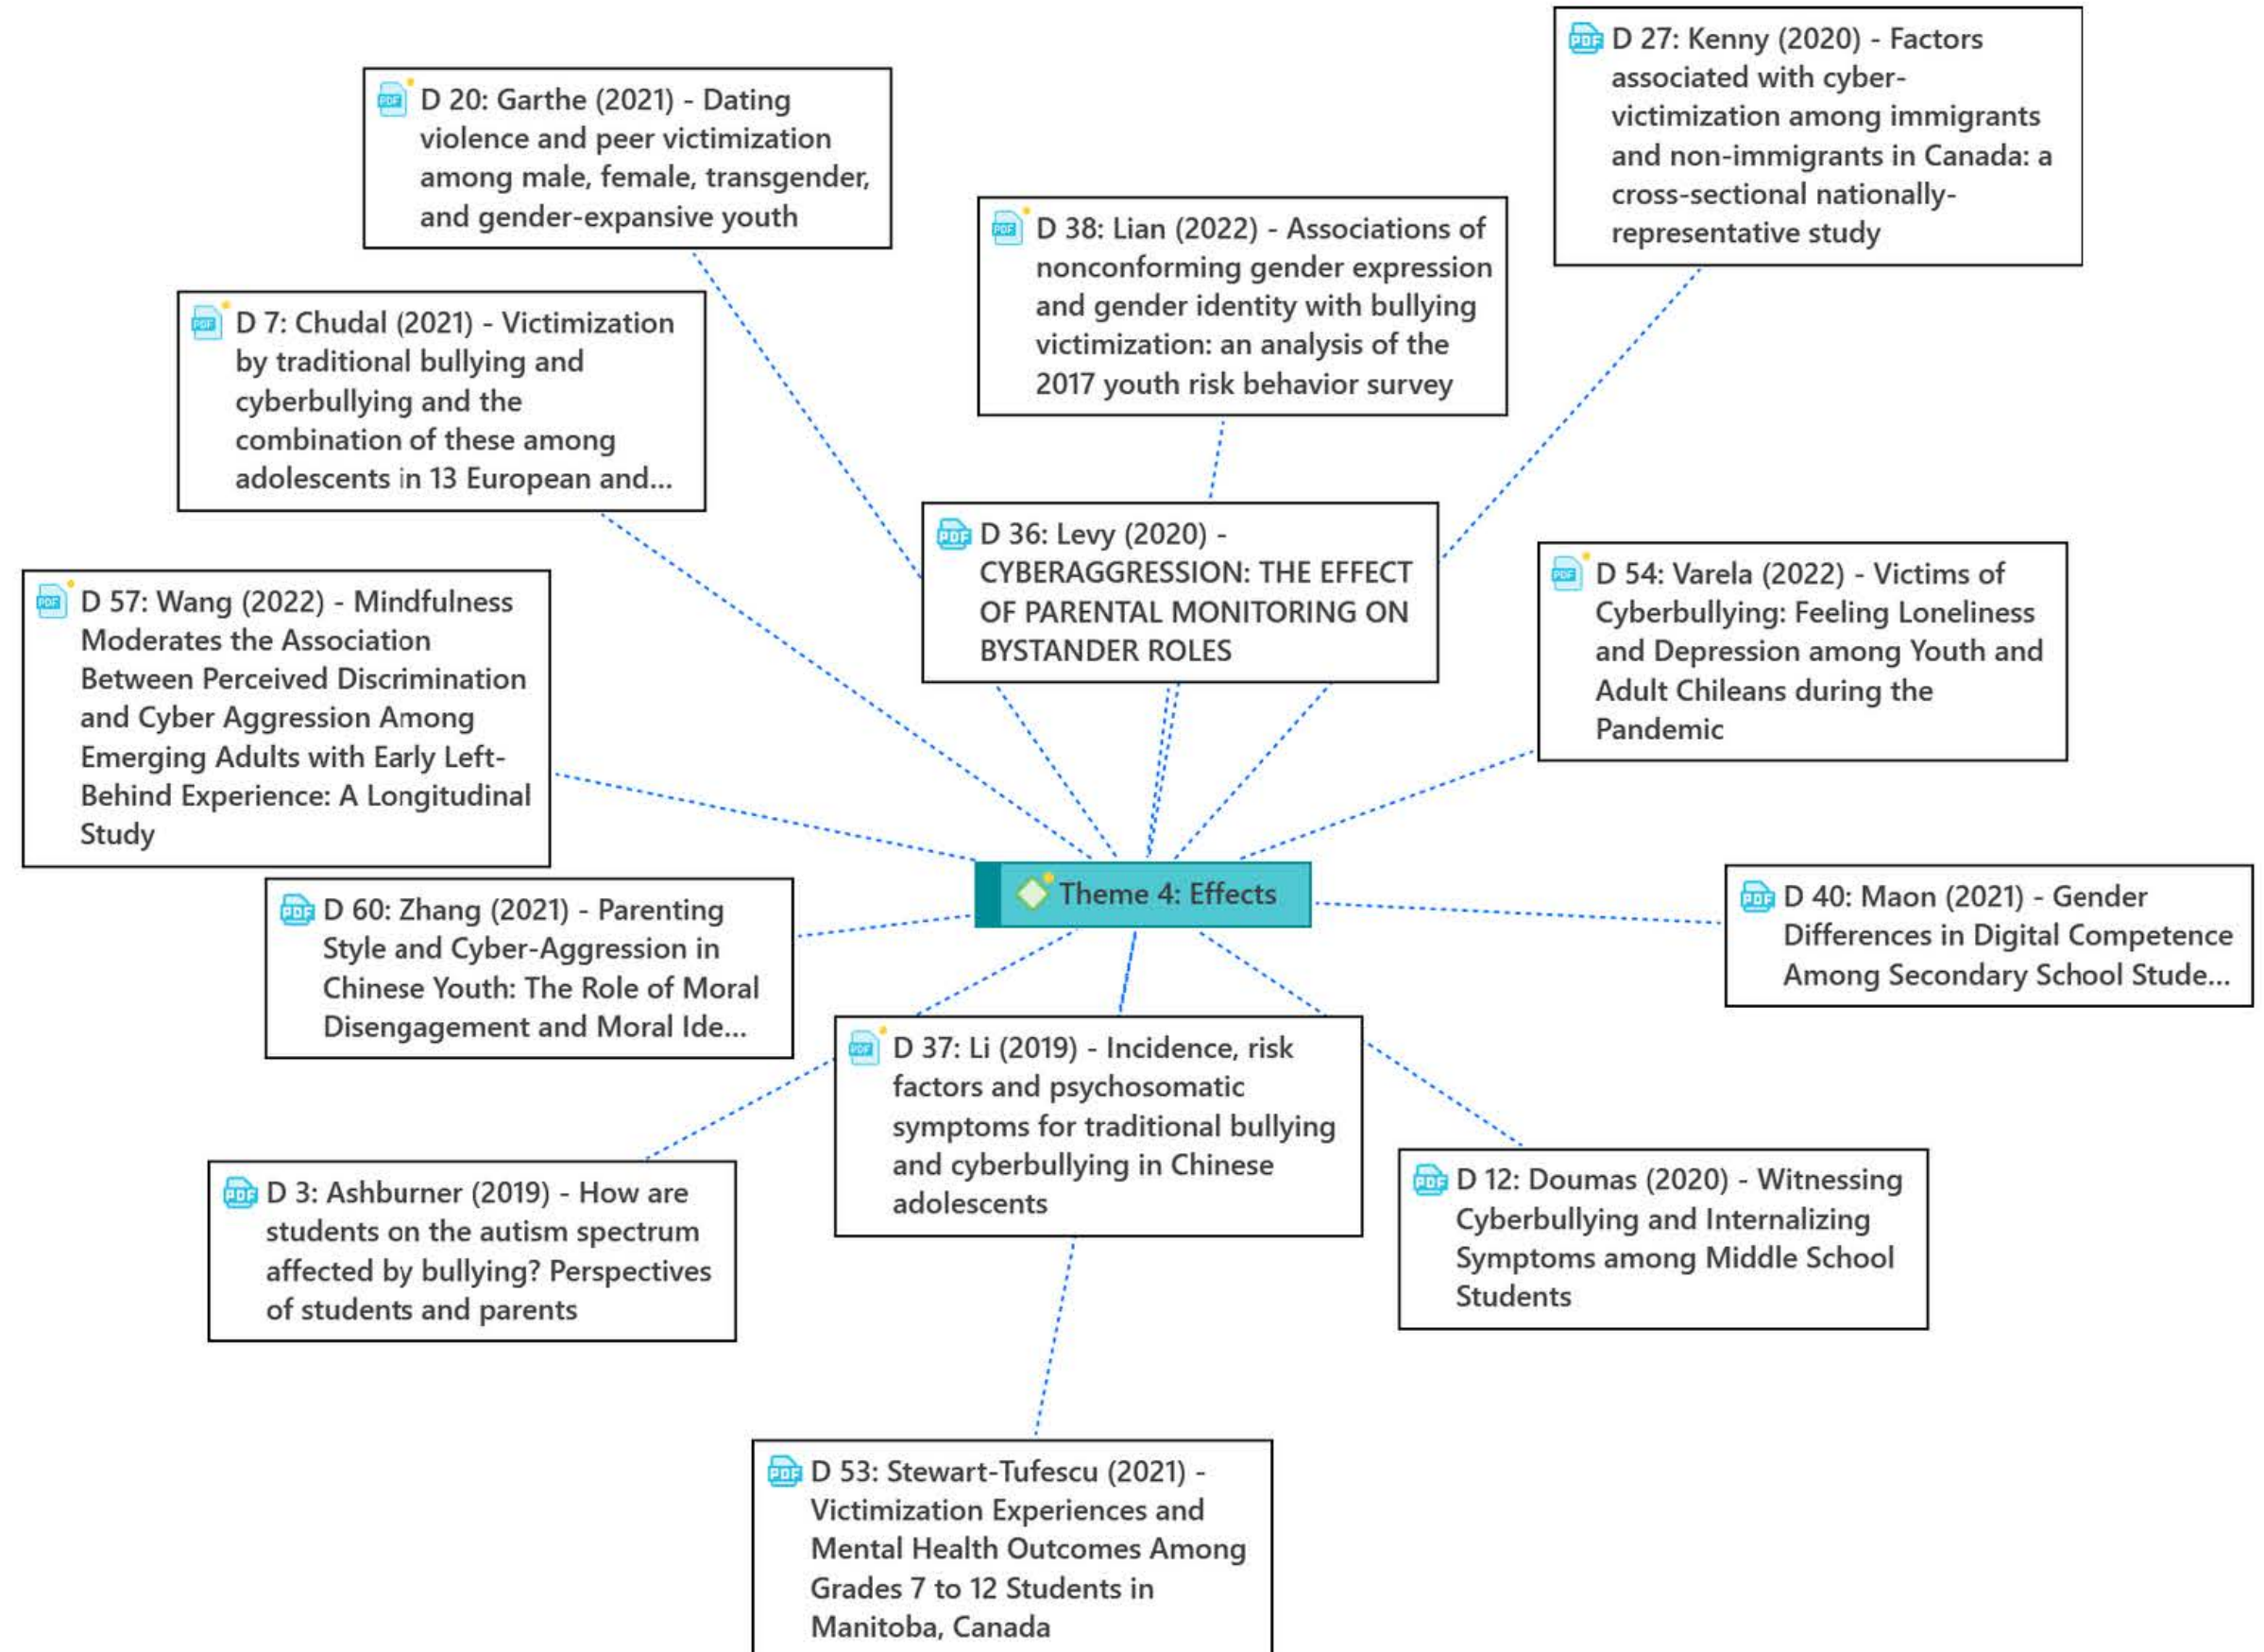 D 27: Kenny (2020) - Factors
associated with cyber-
victimization among immigrants
and non-immigrants in Canada: a
cross-sectional nationally-
representative study
D 20: Garthe (2021) - Dating
violence and peer victimization
among male, female, transgender,
and gender-expansive youth
D 38: Lian (2022) - Associations of
nonconforming gender expression
and gender identity with bullying
victimization: an analysis of the
2017 youth risk behavior survey
D 7: Chudal (2021) - Victimization
by traditional bullying and
cyberbullying and the
combination of these among
adolescents in 13 European and...
D 36: Levy (2020) -
CYBERAGGRESSION: THE EFFECT
OF PARENTAL MONITORING ON
BYSTANDER ROLES
D 54: Varela (2022) - Victims of
Cyberbullying: Feeling Loneliness
and Depression among Youth and
Adult Chileans during the
Pandemic
D 57: Wang (2022) - Mindfulness
Moderates the Association
Between Perceived Discrimination
and Cyber Aggression Among
Emerging Adults with Early Left-
Behind Experience: A Longitudinal
Study
Theme 4: Effects
D 60: Zhang (2021) - Parenting
Style and Cyber-Aggression in
Chinese Youth: The Role of Moral
Disengagement and Moral Ide...
D 40: Maon (2021) - Gender
Differences in Digital Competence
Among Secondary School Stude...
D 37: Li (2019) - Incidence, risk
factors and psychosomatic
symptoms for traditional bullying
and cyberbullying in Chinese
adolescents
D 3: Ashburner (2019) - How are
students on the autism spectrum
affected by bullying? Perspectives
of students and parents
D 12: Doumas (2020) - Witnessing
Cyberbullying and Internalizing
Symptoms among Middle School
Students
D 53: Stewart-Tufescu (2021) -
Victimization Experiences and
Mental Health Outcomes Among
Grades 7 to 12 Students in
Manitoba, Canada